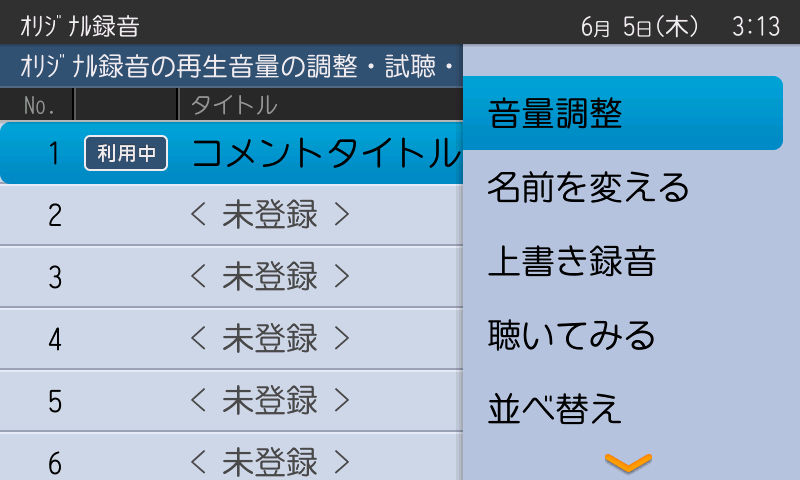 ｵﾘｼﾞﾅﾙ録音 6月 5日(木) 3:13
ｵﾘｼﾞﾅﾙ録音の再生音量の調整・試聴・
No. タイトル
1 利用中 コメントタイトル
2 < 未登録 >
3 < 未登録 >
4 < 未登録 >
5 < 未登録 >
6 < 未登録 >
音量調整
名前を変える
上書き録音
聴いてみる
並べ替え